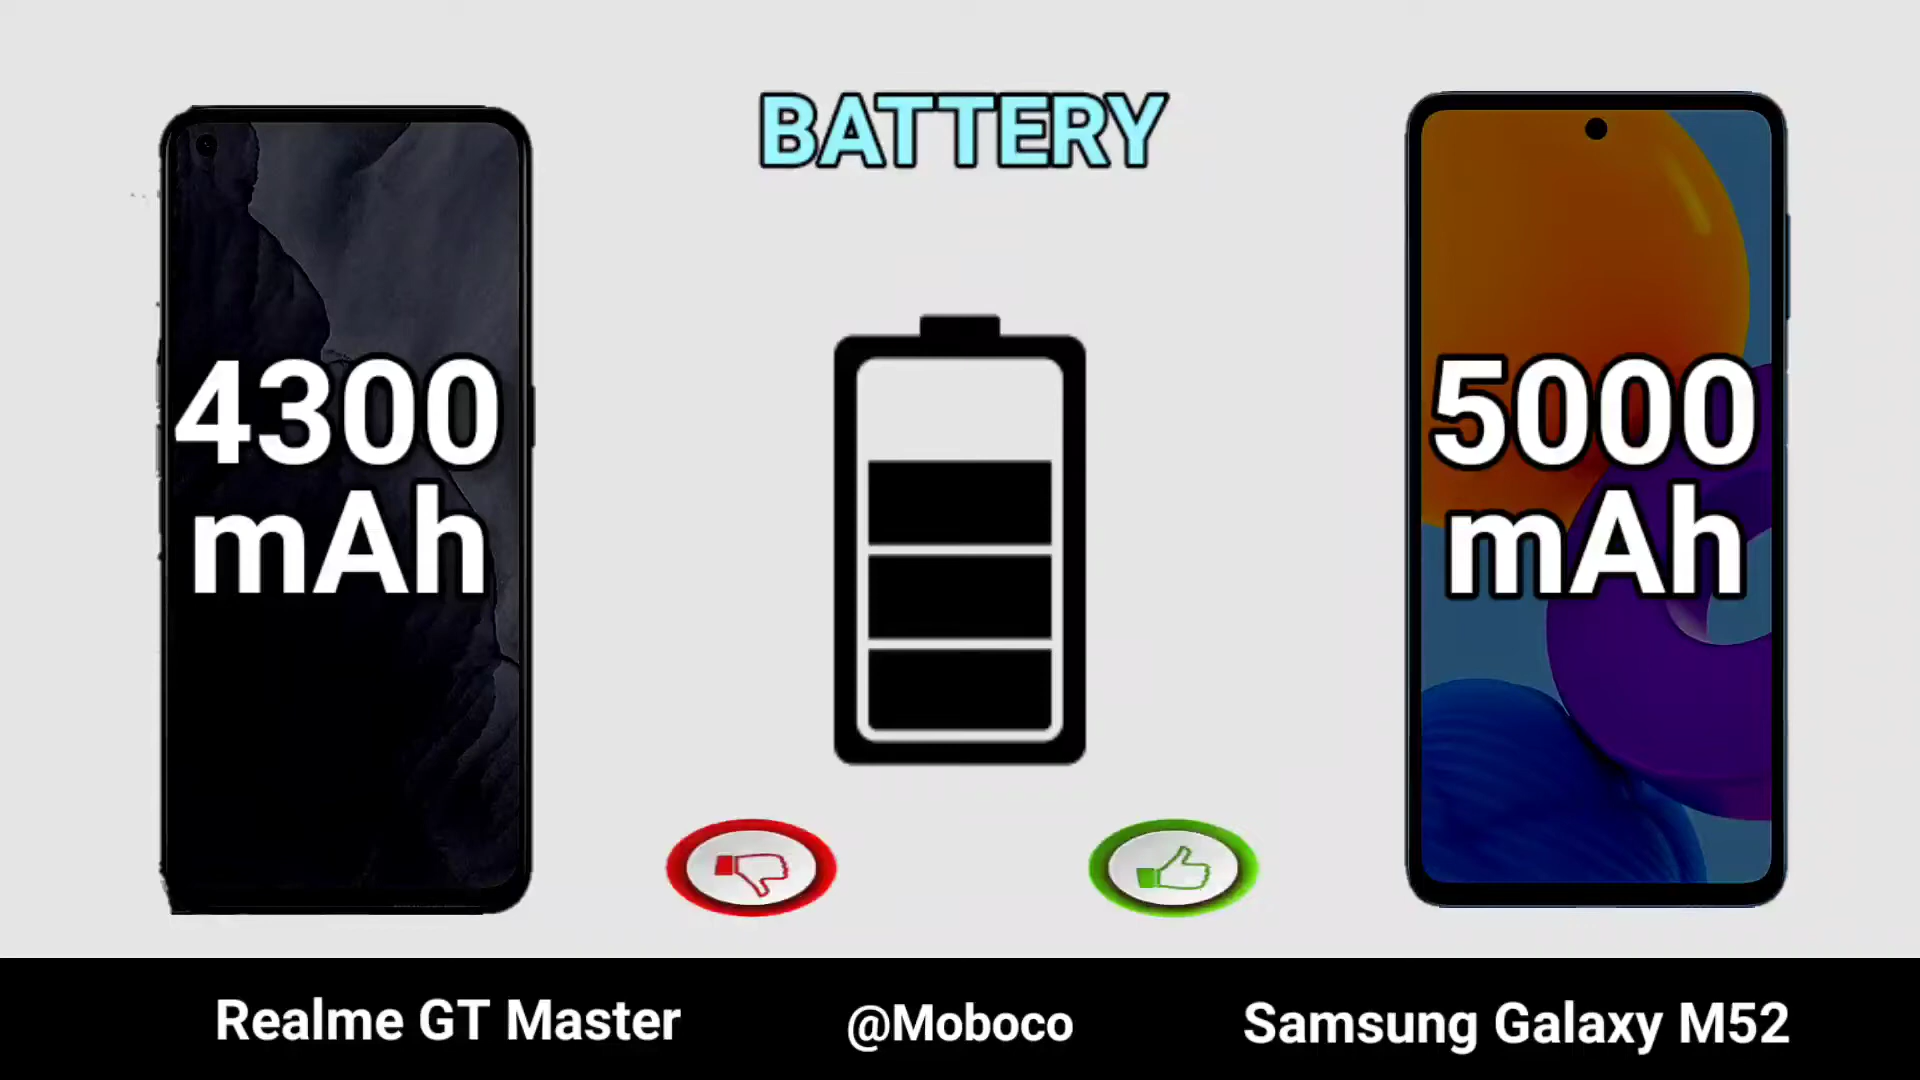 BATTERY
4300
mAh
5000
mAh
Realme GT Master
@Moboco
Samsung Galaxy M52